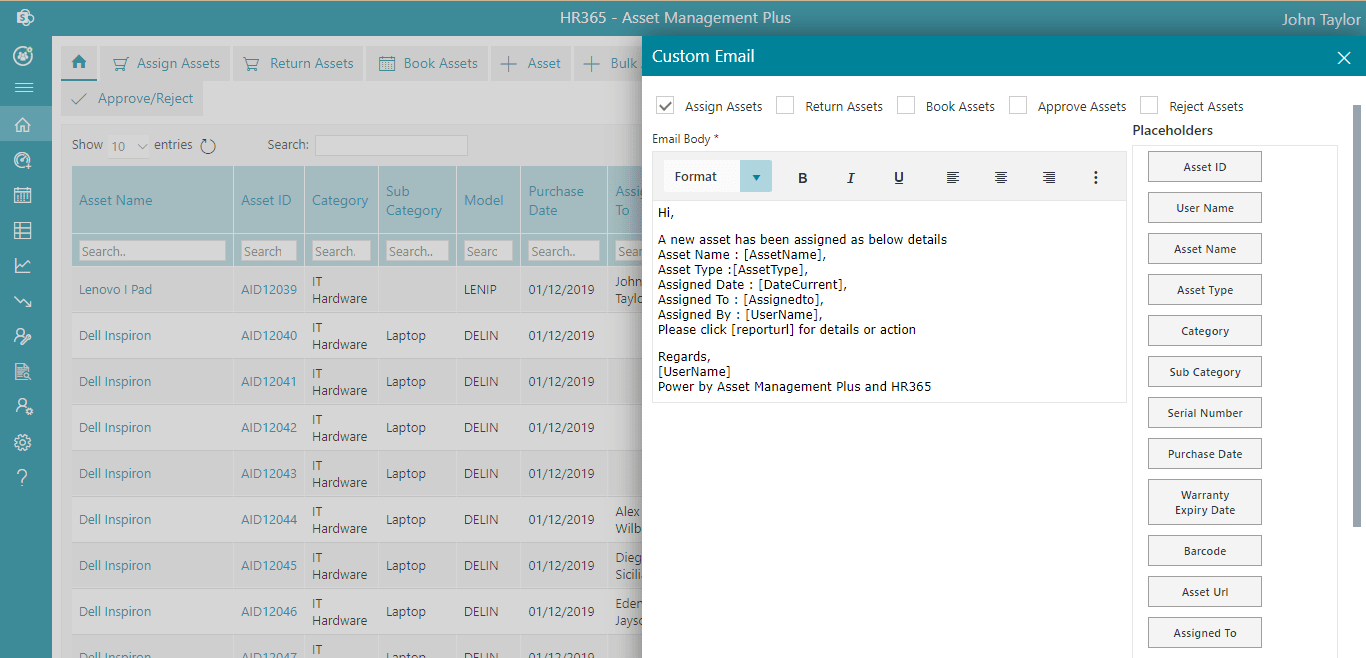 HR365 - Asset Management Plus
John Taylor
Assign Assets
Return Assets
Book Assets
Asset
Bulk
Approve/Reject
Show 10 entries
Search:
Asset Name
Asset ID
Category
Sub
Category
Model
Purchase
Date
Assi
To
Search..
Search
Search.
Search..
Searc
Search..
Sear
Lenovo I Pad
AID12039
IT
Hardware
LENIP
01/12/2019
John
Taylo
Dell Inspiron
AID12040
IT
Hardware
Laptop
DELIN
01/12/2019
Dell Inspiron
AID12041
IT
Hardware
Laptop
DELIN
01/12/2019
Dell Inspiron
AID12042
IT
Hardware
Laptop
DELIN
01/12/2019
Dell Inspiron
AID12043
IT
Hardware
Laptop
DELIN
01/12/2019
Dell Inspiron
AID12044
IT
Hardware
Laptop
DELIN
01/12/2019
Alex
Wilb
Dell Inspiron
AID12045
IT
Hardware
Laptop
DELIN
01/12/2019
Dieg
Sicili
Dell Inspiron
AID12046
IT
Hardware
Laptop
DELIN
01/12/2019
Eden
Jayso
Dell Inspiron
AID12047
IT
Laptop
DELIN
01/12/2019
Custom Email
Assign Assets
Return Assets
Book Assets
Approve Assets
Reject Assets
Email Body *
Format
B
I
U
Hi,
A new asset has been assigned as below details
Asset Name : [AssetName],
Asset Type :[AssetType],
Assigned Date : [DateCurrent],
Assigned To : [Assignedto],
Assigned By : [UserName],
Please click [reporturl] for details or action
Regards,
[UserName]
Power by Asset Management Plus and HR365
Placeholders
Asset ID
User Name
Asset Name
Asset Type
Category
Sub Category
Serial Number
Purchase Date
Warranty
Expiry Date
Barcode
Asset Url
Assigned To